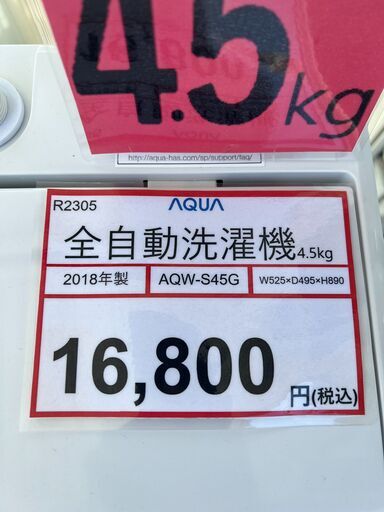 4.5kg
http://aqua-has.com/sp/support/faq/
R2305
AQUA
全自動洗濯機4.5kg
2018年製 AQW-S45G W525×D495×H890
16,800 円(税込)